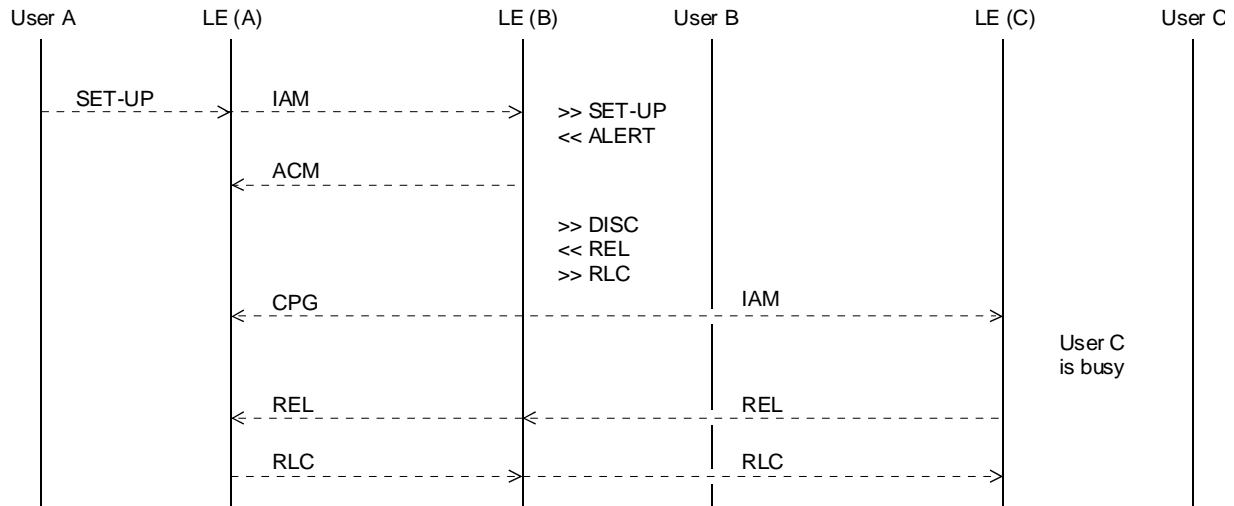 User A LE (A) LE (B) User B LE (C) User C
SET-UP IAM
>> SET-UP
<< ALERT
ACM
>> DISC
<< REL
>> RLC
CPG IAM
User C
is busy
REL REL
RLC RLC